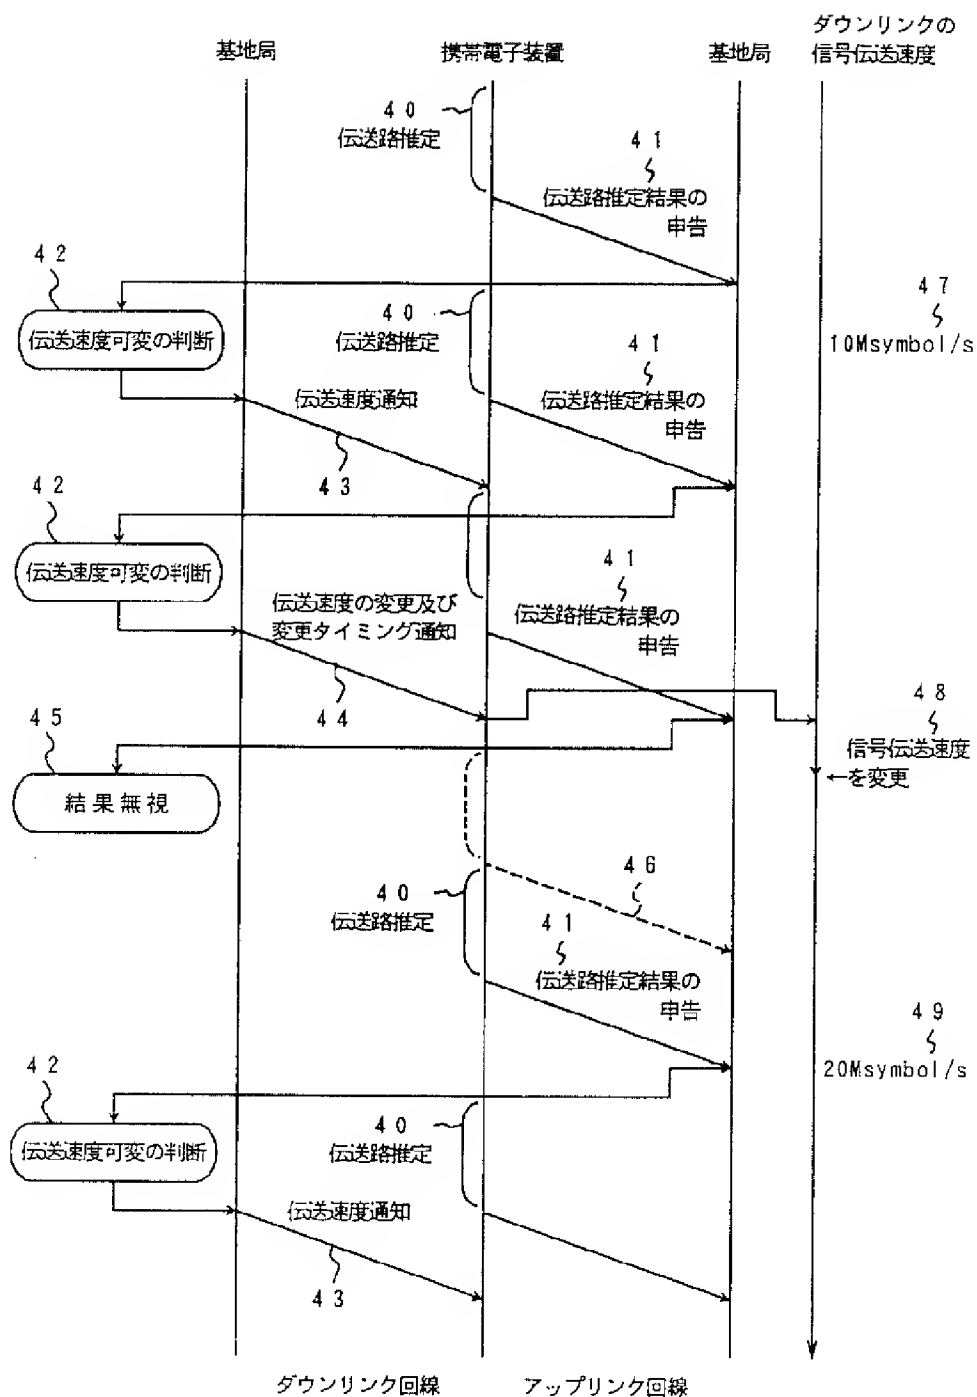 ダウンリンクの
信号伝送速度
基地局
携帯電子装置
基地局
40
伝送路推定
41
伝送路推定結果の
申告
42
伝送速度可変の判断
40
伝送路推定
47
10Msymbol/s
41
伝送路推定結果の
申告
伝送速度通知
43
42
伝送速度可変の判断
41
伝送路推定結果の
申告
伝送速度の変更及び
変更タイミング通知
44
48
信号伝送速度
←を変更
45
結果無視
46
40
伝送路推定
41
伝送路推定結果の
申告
49
20Msymbol/s
42
伝送速度可変の判断
40
伝送路推定
伝送速度通知
43
ダウンリンク回線
アップリンク回線